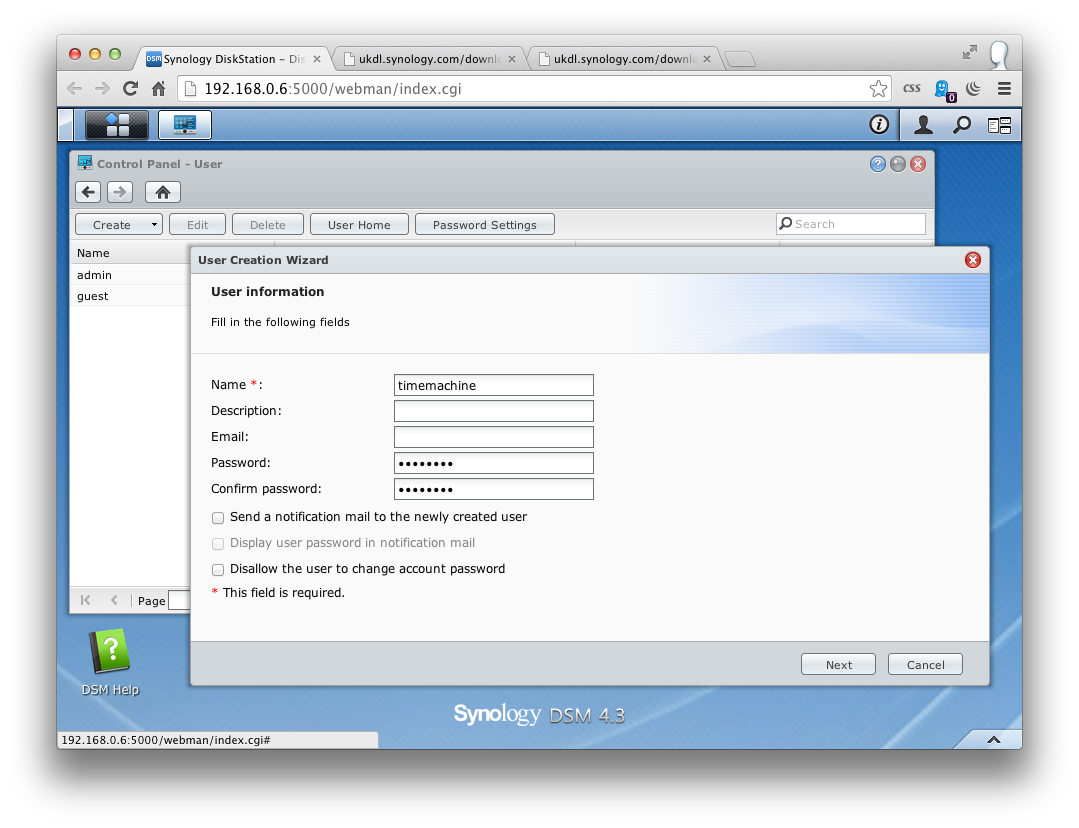 DSM Synology DiskStation – Dis
ukdl.synology.com/downl
ukdl.synology.com/downl
192.168.0.6:5000/webman/index.cgi
css
0
Control Panel - User
Create
Edit
Delete
User Home
Password Settings
Search
Name
admin
guest
User Creation Wizard
User information
Fill in the following fields
Name *:
timemachine
Description:
Email:
Password:
••••••••
Confirm password:
••••••••
Send a notification mail to the newly created user
Display user password in notification mail
Disallow the user to change account password
* This field is required.
Page
Next
Cancel
DSM Help
Synology DSM 4.3
192.168.0.6:5000/webman/index.cgi#